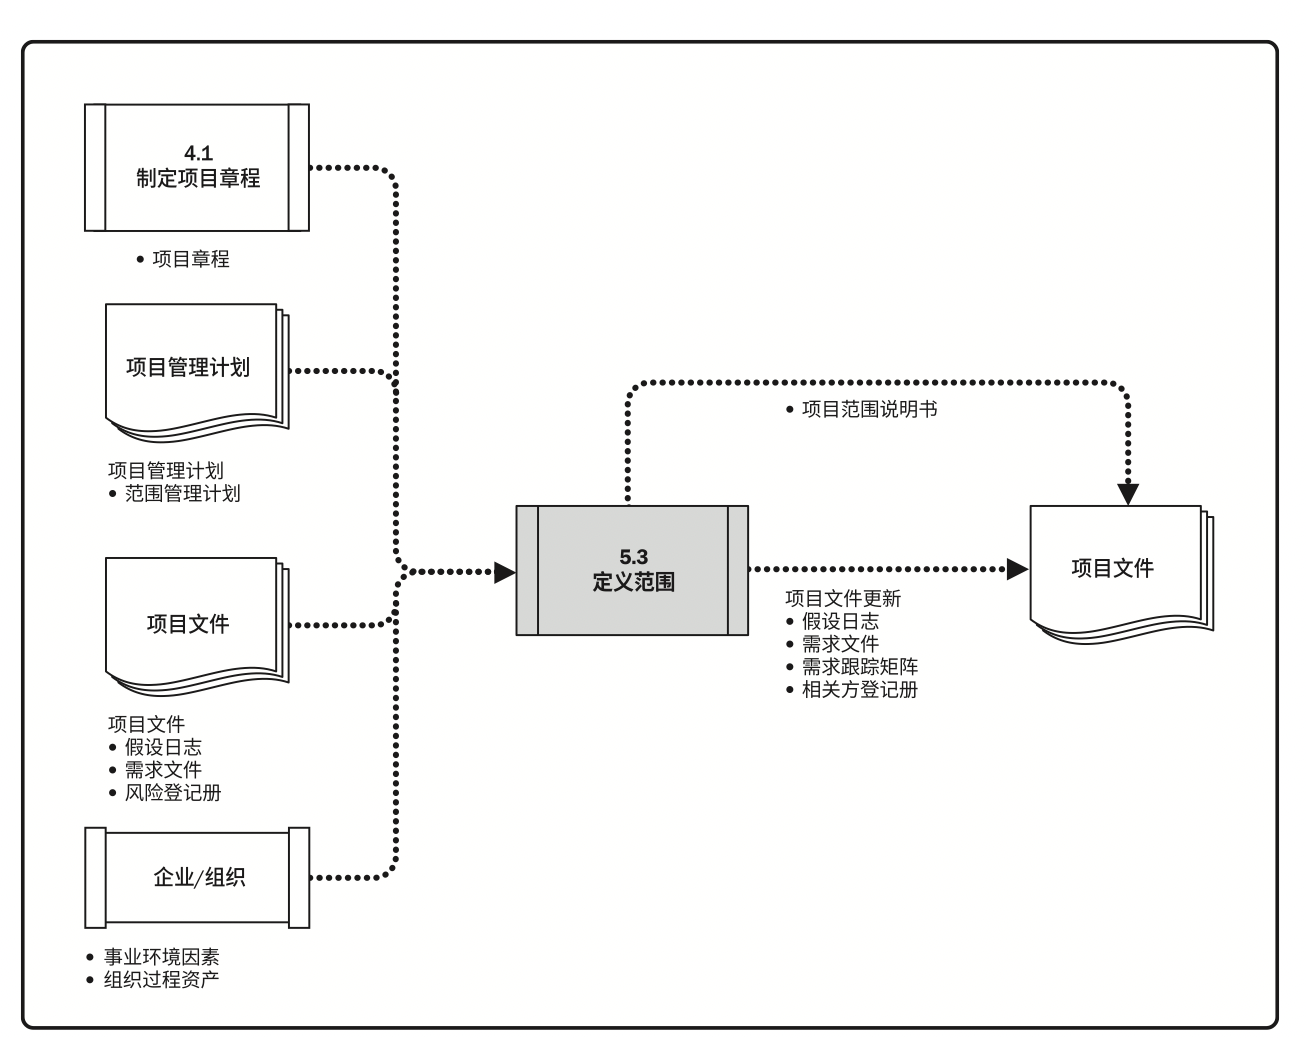 4.1
制定项目章程
• 项目章程
项目管理计划
项目管理计划
• 范围管理计划
项目文件
项目文件
• 假设日志
• 需求文件
• 风险登记册
企业/组织
• 事业环境因素
• 组织过程资产
5.3
定义范围
• 项目范围说明书
项目文件更新
• 假设日志
• 需求文件
• 需求跟踪矩阵
• 相关方登记册
项目文件